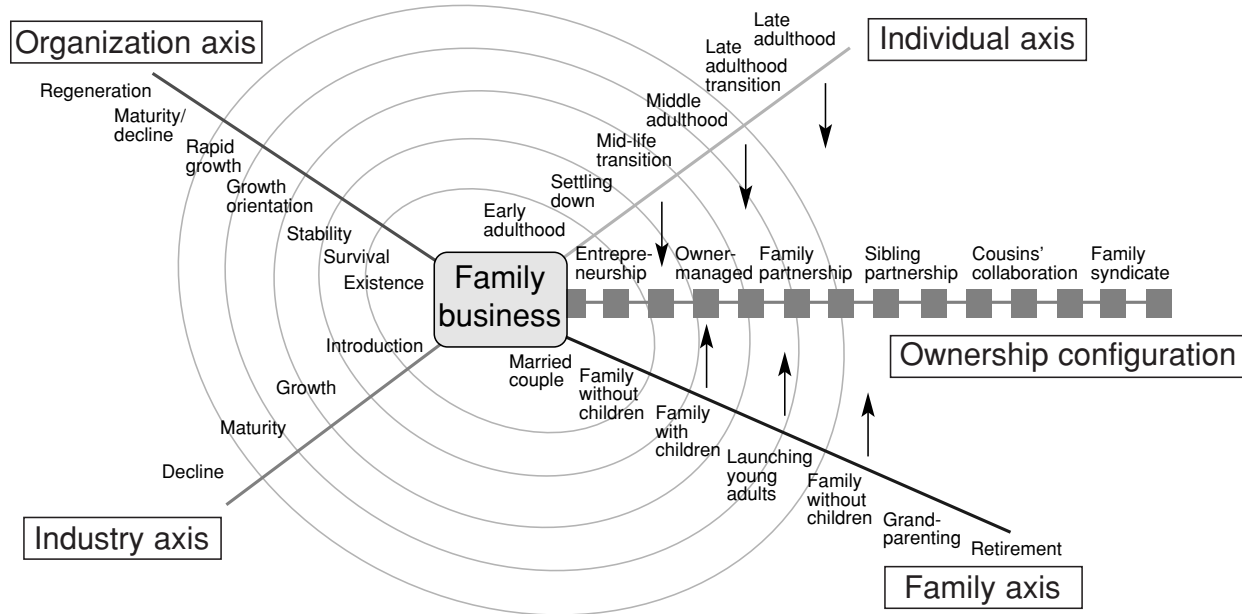 Organization axis
Regeneration
Maturity/
decline
Rapid
growth
Growth
orientation
Stability
Survival
Existence
Individual axis
Late
adulthood
Late
adulthood
transition
Middle
adulthood
Mid-life
transition
Settling
down
Early
adulthood
Family
business
Entrepre-
neurship
Owner-
managed
Family
partnership
Sibling
partnership
Cousins'
collaboration
Family
syndicate
Ownership configuration
Introduction
Growth
Maturity
Decline
Industry axis
Married
couple
Family
without
children
Family
with
children
Launching
young
adults
Family
without
children
Grand-
parenting
Retirement
Family axis